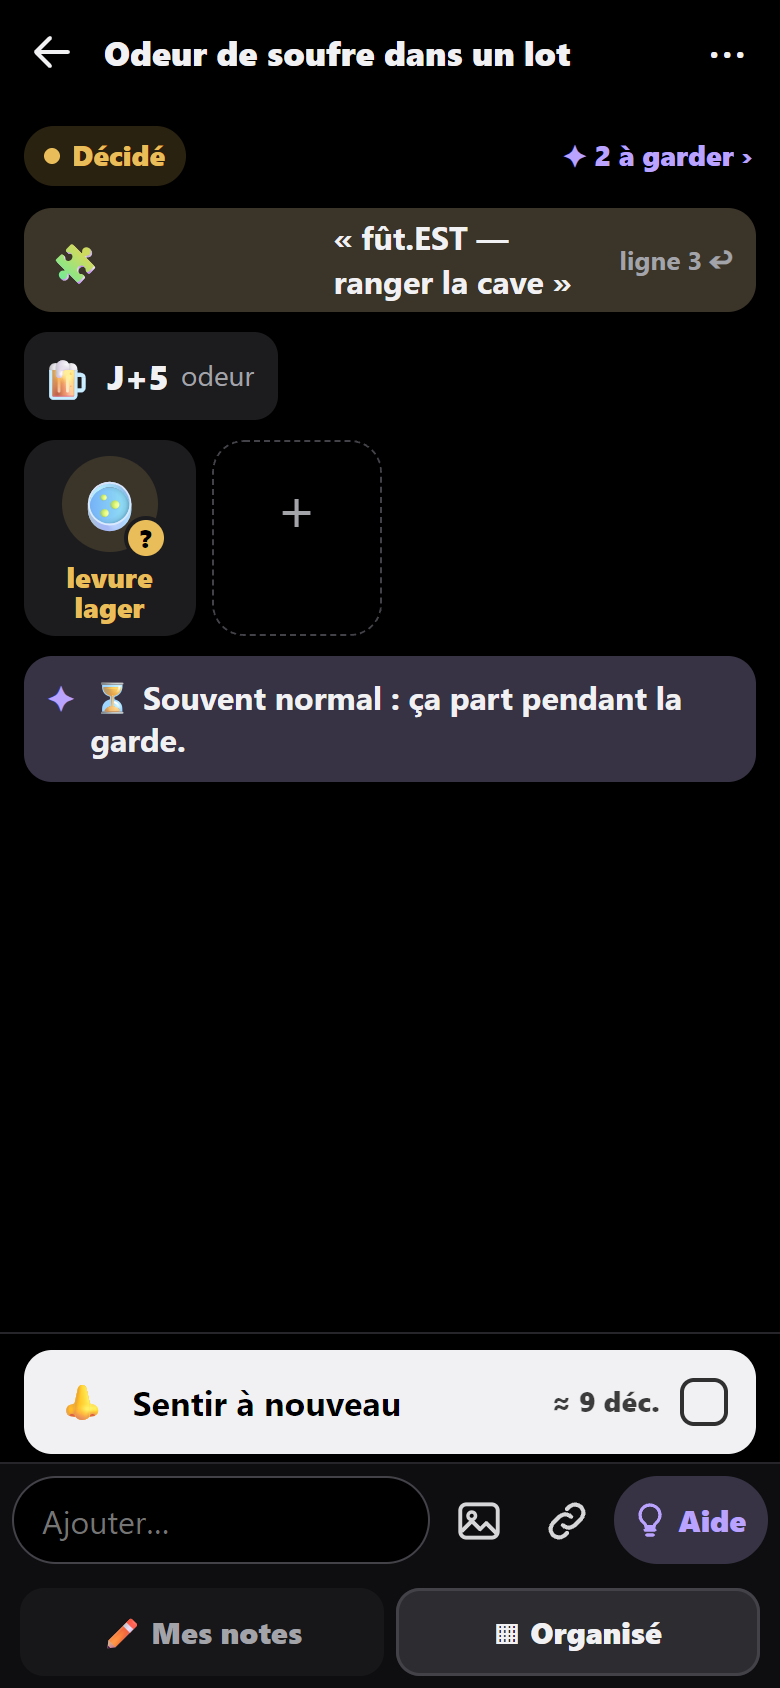 Odeur de soufre dans un lot
Décidé
2 à garder ›
« fût.EST —
ranger la cave »
ligne 3 ↩
J+5 odeur
?
levure
lager
+
Souvent normal : ça part pendant la
garde.
Sentir à nouveau
≈ 9 déc.
Ajouter...
Aide
Mes notes
Organisé